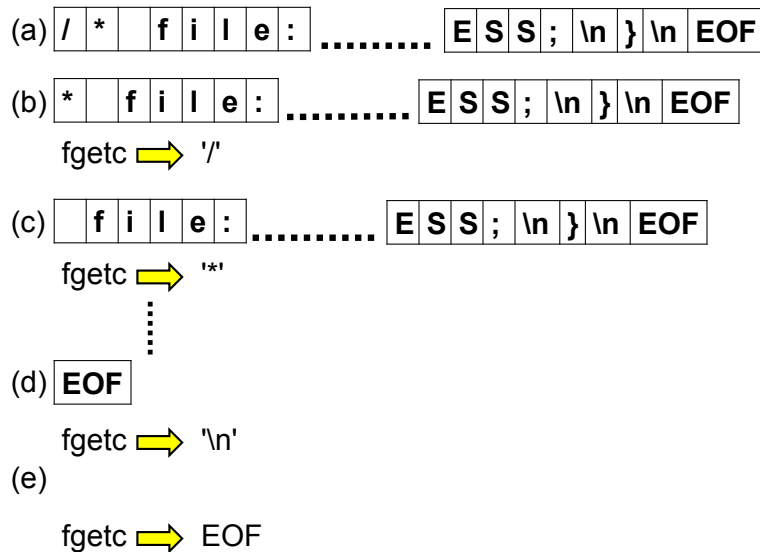 (a) / * f i l e : ......... E S S ; \n } \n EOF
(b) * f i l e : .......... E S S ; \n } \n EOF
fgetc '/'
(c) f i l e : .......... E S S ; \n } \n EOF
fgetc '*'
(d) EOF
fgetc '\n'
(e)
fgetc EOF